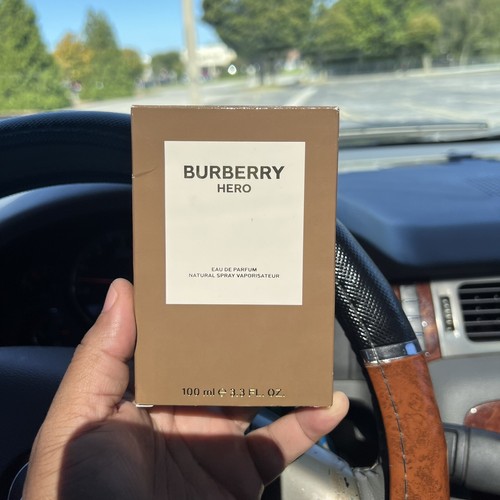 BURBERRY
HERO
EAU DE PARFUM
NATURAL SPRAY VAPORISATEUR
100 ml ℮ 3.3 FL. OZ.